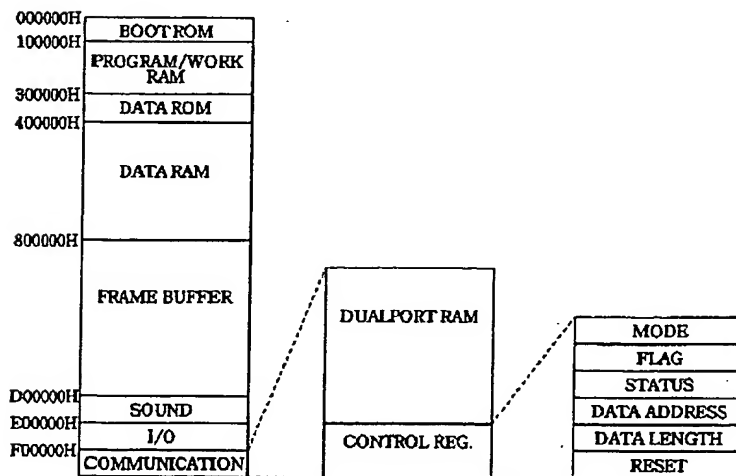 000000H
BOOT ROM
100000H
PROGRAM/WORK
RAM
300000H
DATA ROM
400000H
DATA RAM
800000H
FRAME BUFFER
D00000H
SOUND
E00000H
I/O
F00000H
COMMUNICATION
DUALPORT RAM
CONTROL REG.
MODE
FLAG
STATUS
DATA ADDRESS
DATA LENGTH
RESET